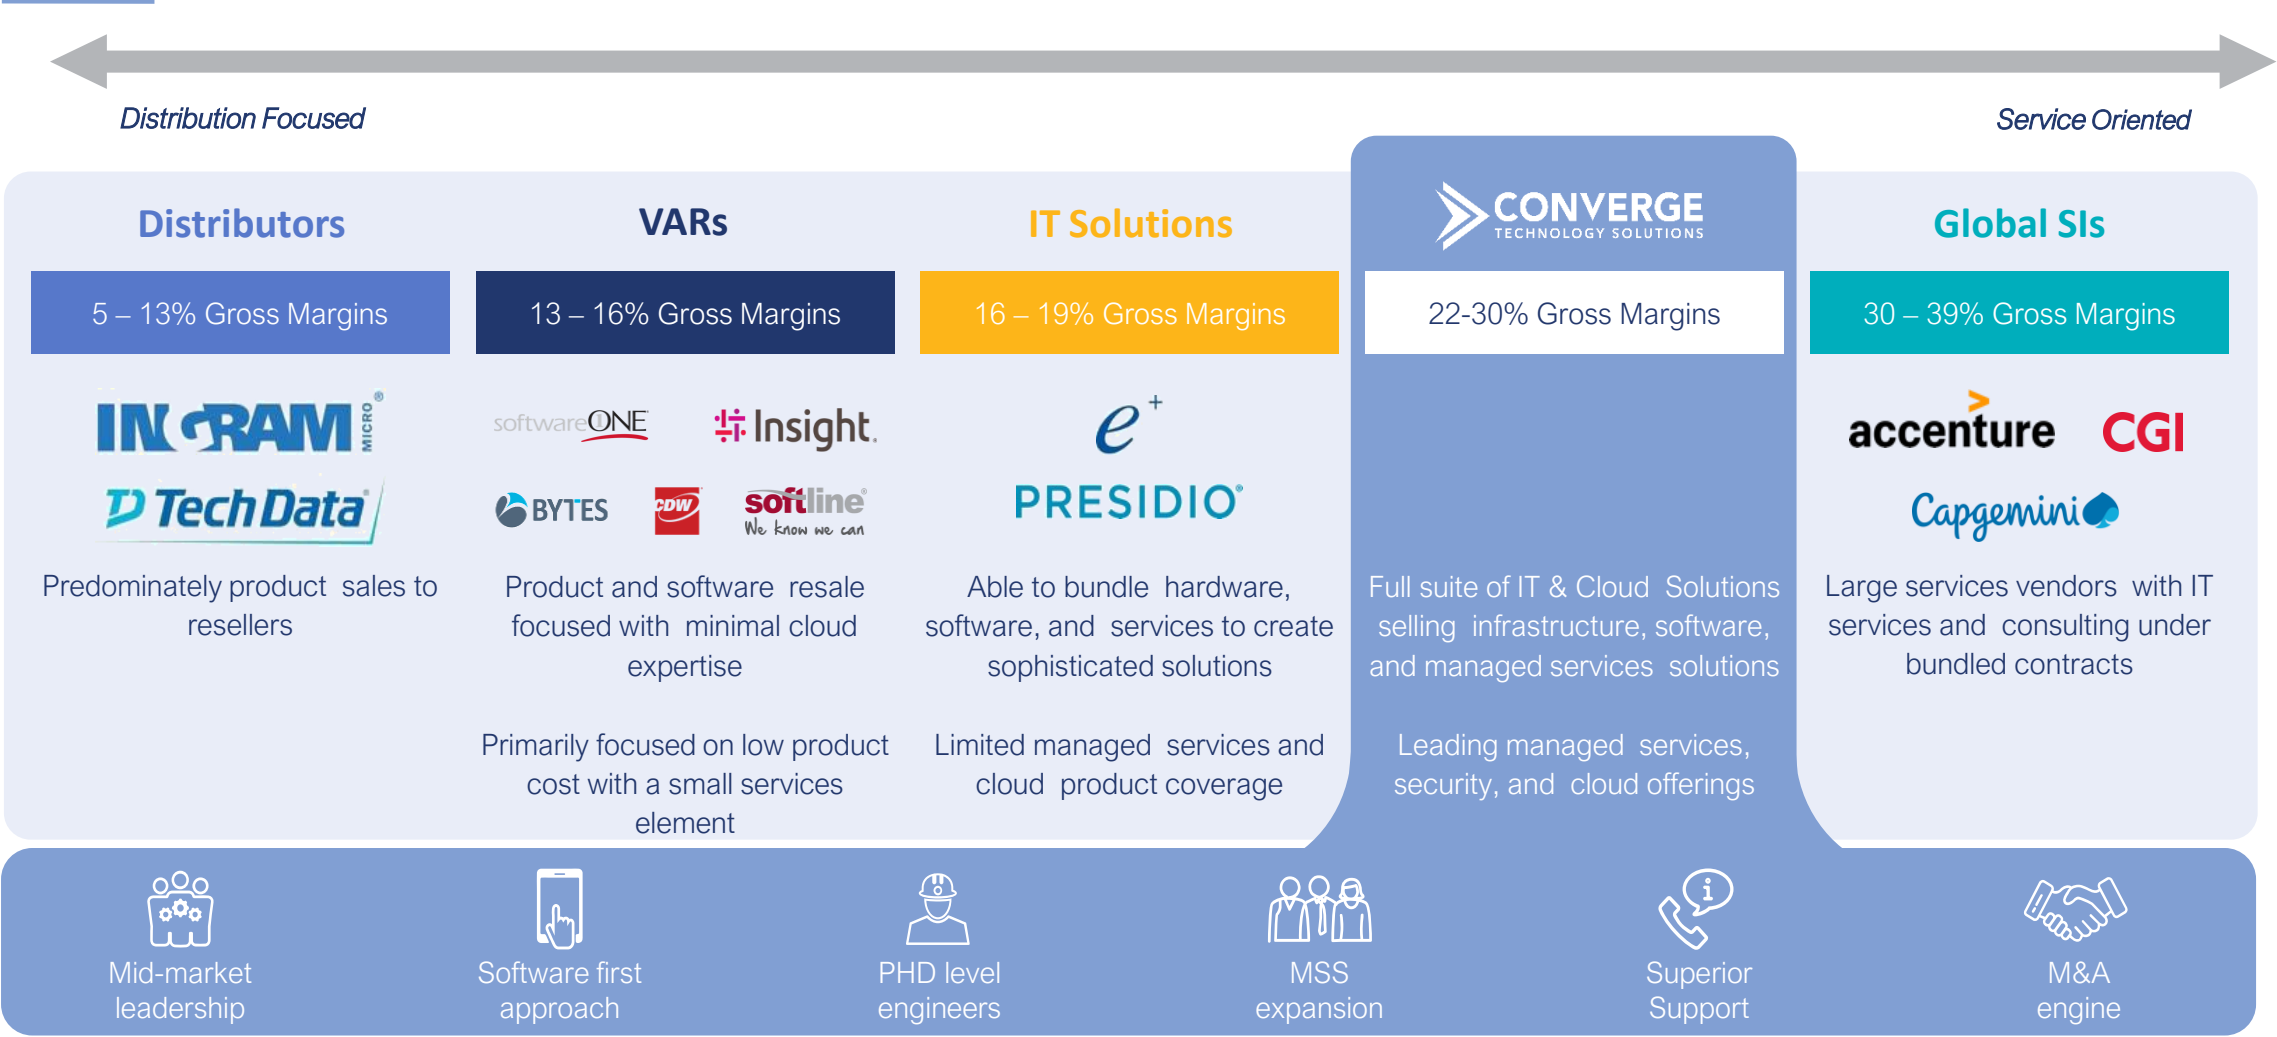 Distribution Focused
Service Oriented
Distributors
5 – 13% Gross Margins
INGRAM MICRO®
TD Tech Data
Predominately product sales to
resellers
VARs
13 – 16% Gross Margins
softwareONE
Insight.
BYTES
CDW
softline®
We know we can
Product and software resale
focused with minimal cloud
expertise
Primarily focused on low product
cost with a small services
element
IT Solutions
16 – 19% Gross Margins
e+
PRESIDIO®
Able to bundle hardware,
software, and services to create
sophisticated solutions
Limited managed services and
cloud product coverage
CONVERGE
TECHNOLOGY SOLUTIONS
22-30% Gross Margins
Full suite of IT & Cloud Solutions
selling infrastructure, software,
and managed services solutions
Leading managed services,
security, and cloud offerings
Global SIs
30 – 39% Gross Margins
accenture
CGI
Capgemini
Large services vendors with IT
services and consulting under
bundled contracts
Mid-market
leadership
Software first
approach
PHD level
engineers
MSS
expansion
Superior
Support
M&A
engine